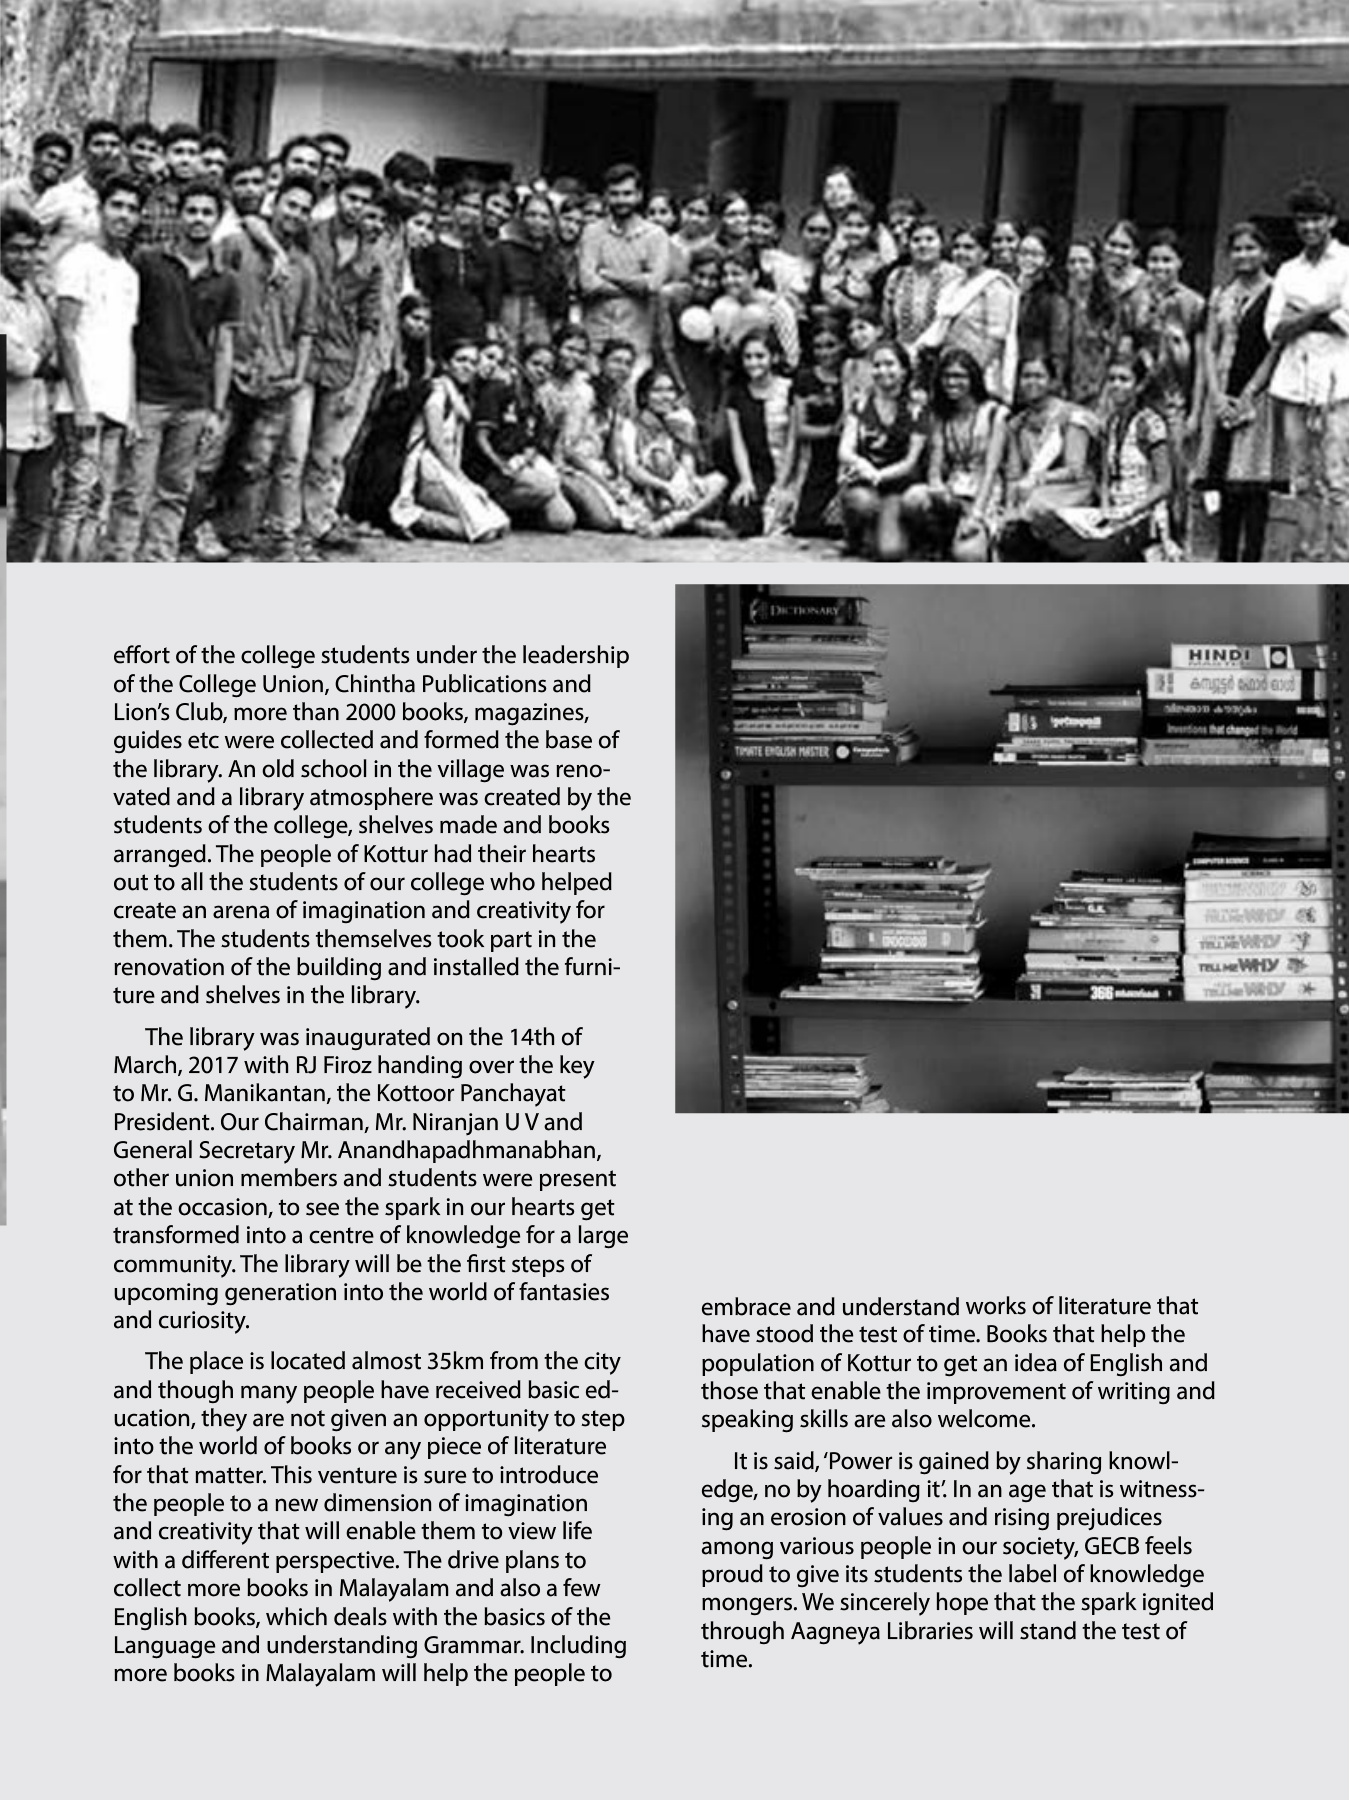 DICTIONARY
TIMATE ENGLISH MASTER
HINDI
കമ്പ്യൂട്ടർ ഫോർ ഓൾ
Inventions that changed the World
COMPUTER SCIENCE
SCIENCE
TELL ME WHY
TELL ME WHY
TELL ME WHY
366
effort of the college students under the leadership
of the College Union, Chintha Publications and
Lion’s Club, more than 2000 books, magazines,
guides etc were collected and formed the base of
the library. An old school in the village was reno-
vated and a library atmosphere was created by the
students of the college, shelves made and books
arranged. The people of Kottur had their hearts
out to all the students of our college who helped
create an arena of imagination and creativity for
them. The students themselves took part in the
renovation of the building and installed the furni-
ture and shelves in the library.
The library was inaugurated on the 14th of
March, 2017 with RJ Firoz handing over the key
to Mr. G. Manikantan, the Kottoor Panchayat
President. Our Chairman, Mr. Niranjan U V and
General Secretary Mr. Anandhapadhmanabhan,
other union members and students were present
at the occasion, to see the spark in our hearts get
transformed into a centre of knowledge for a large
community. The library will be the first steps of
upcoming generation into the world of fantasies
and curiosity.
The place is located almost 35km from the city
and though many people have received basic ed-
ucation, they are not given an opportunity to step
into the world of books or any piece of literature
for that matter. This venture is sure to introduce
the people to a new dimension of imagination
and creativity that will enable them to view life
with a different perspective. The drive plans to
collect more books in Malayalam and also a few
English books, which deals with the basics of the
Language and understanding Grammar. Including
more books in Malayalam will help the people to
embrace and understand works of literature that
have stood the test of time. Books that help the
population of Kottur to get an idea of English and
those that enable the improvement of writing and
speaking skills are also welcome.
It is said, ‘Power is gained by sharing knowl-
edge, no by hoarding it’. In an age that is witness-
ing an erosion of values and rising prejudices
among various people in our society, GECB feels
proud to give its students the label of knowledge
mongers. We sincerely hope that the spark ignited
through Aagneya Libraries will stand the test of
time.